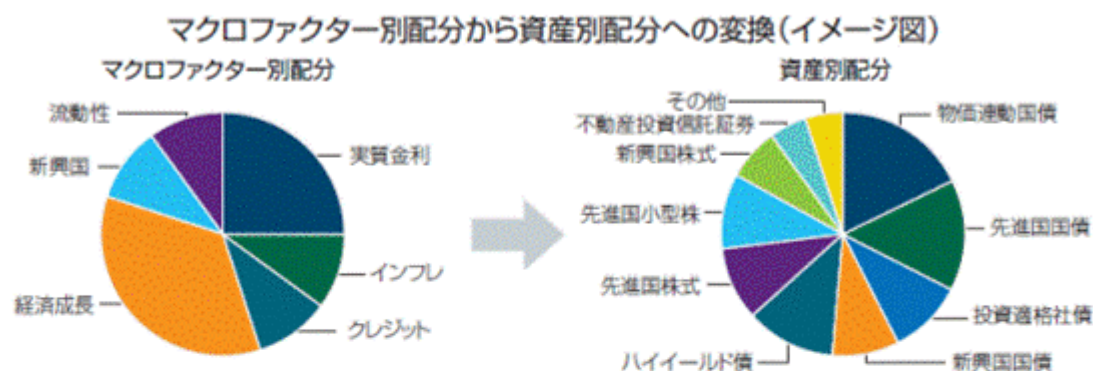 マクロファクター別配分から資産別配分への変換（イメージ図）
マクロファクター別配分
流動性
新興国
経済成長
実質金利
インフレ
クレジット
資産別配分
その他
不動産投資信託証券
新興国株式
先進国小型株
先進国株式
ハイイールド債
物価連動国債
先進国国債
投資適格社債
新興国国債